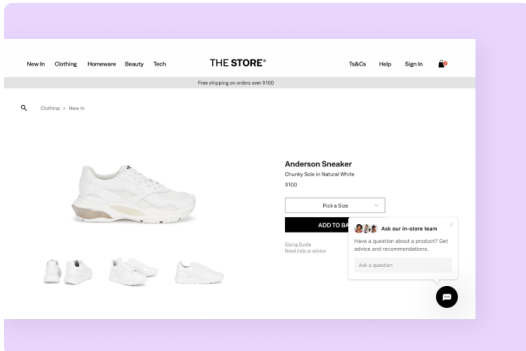 New In Clothing Homeware Beauty Tech THE STORE® Ts&Cs Help Sign In
Free shipping on orders over $100
Clothing > New In
Anderson Sneaker
Chunky Sole in Natural White
$100
Pick a Size
ADD TO BA
Sizing Guide
Need help or advice
Ask our in-store team
Have a question about a product? Get
advice and recommendations.
Ask a question